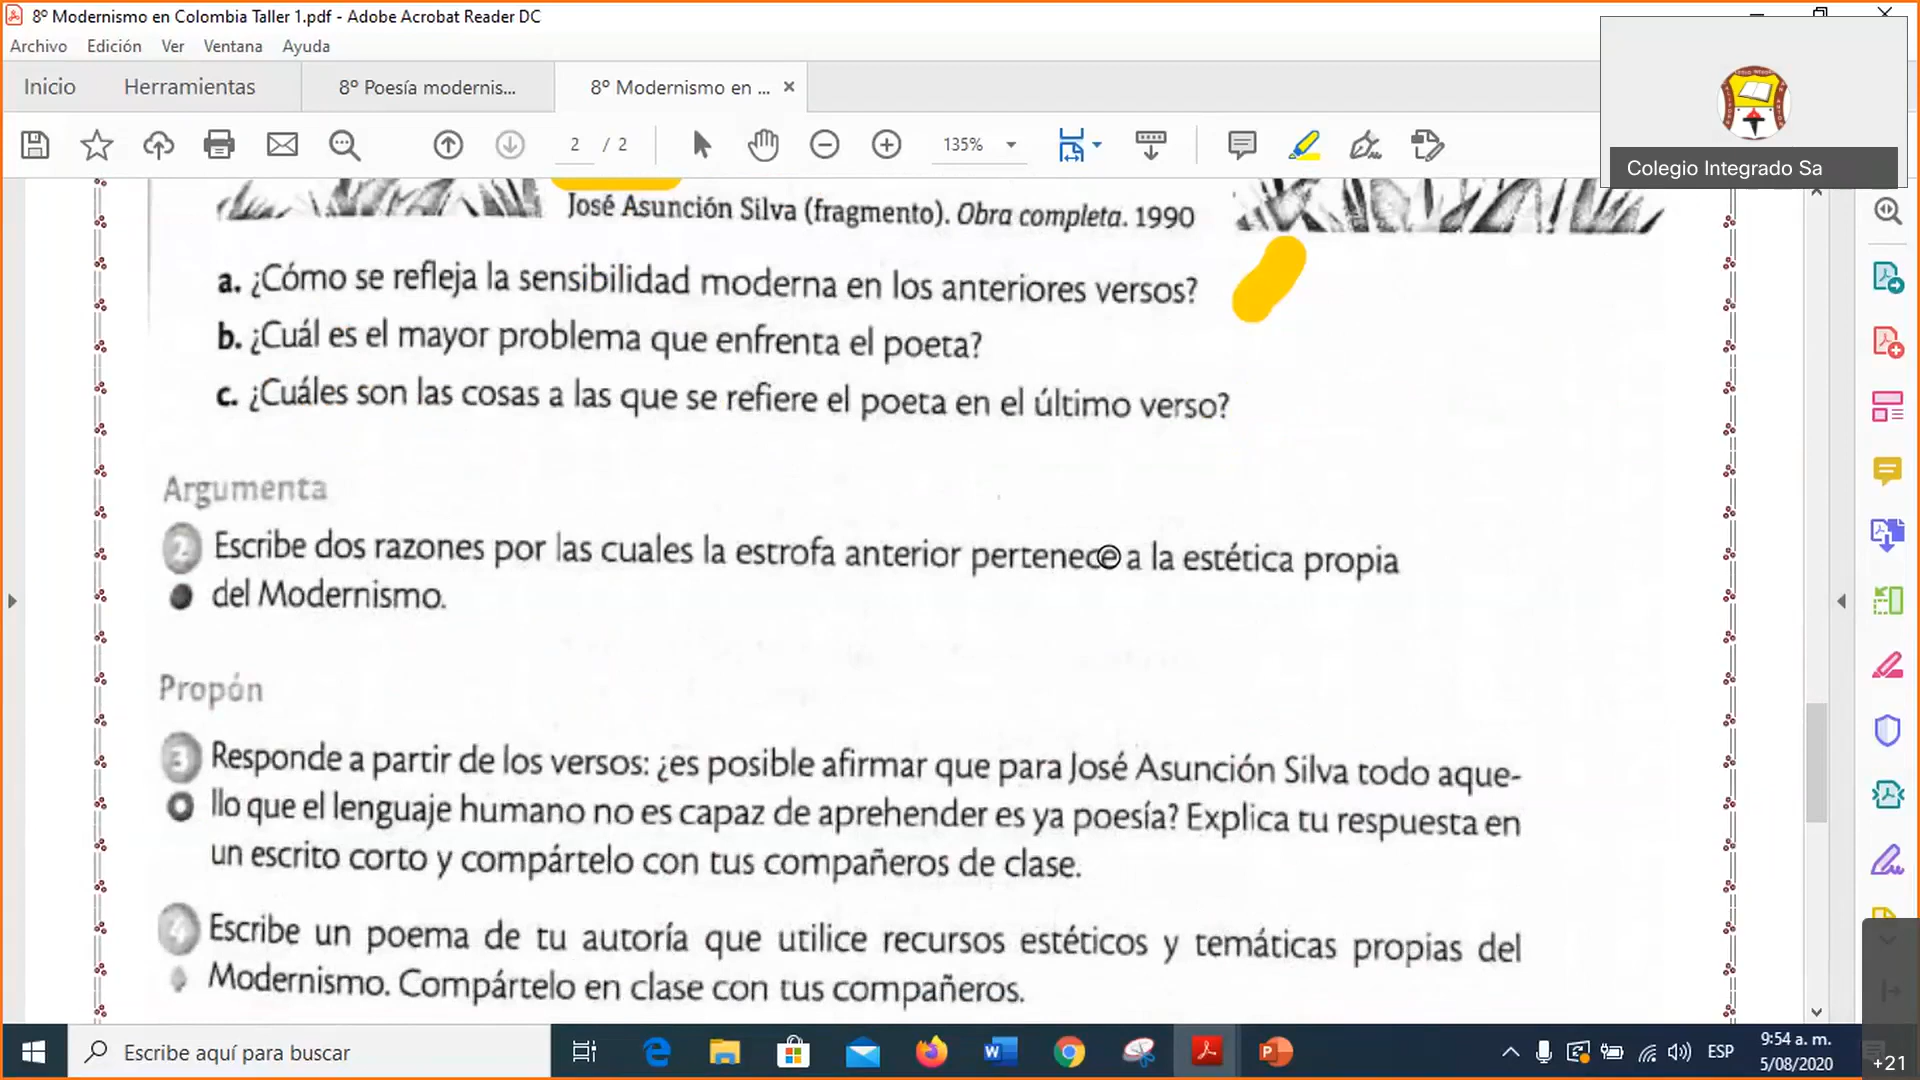 8º Modernismo en Colombia Taller 1.pdf - Adobe Acrobat Reader DC
Archivo Edición Ver Ventana Ayuda
Inicio Herramientas 8º Poesía modernis... 8º Modernismo en ...
2 / 2 135%
Colegio Integrado Sa
José Asunción Silva (fragmento). Obra completa. 1990
a. ¿Cómo se refleja la sensibilidad moderna en los anteriores versos?
b. ¿Cuál es el mayor problema que enfrenta el poeta?
c. ¿Cuáles son las cosas a las que se refiere el poeta en el último verso?
Argumenta
2 Escribe dos razones por las cuales la estrofa anterior pertenece a la estética propia
del Modernismo.
Propón
3 Responde a partir de los versos: ¿es posible afirmar que para José Asunción Silva todo aque-
llo que el lenguaje humano no es capaz de aprehender es ya poesía? Explica tu respuesta en
un escrito corto y compártelo con tus compañeros de clase.
4 Escribe un poema de tu autoría que utilice recursos estéticos y temáticas propias del
Modernismo. Compártelo en clase con tus compañeros.
Escribe aquí para buscar
ESP
9:54 a. m.
5/08/2020
+21